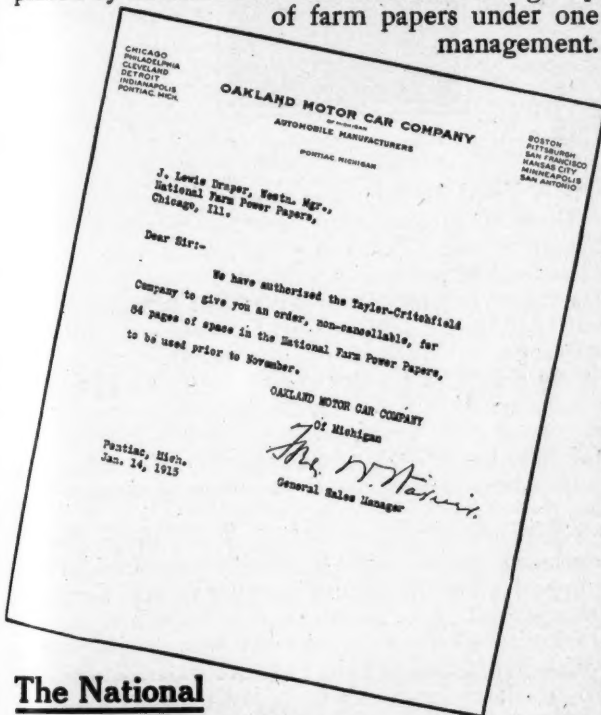 of farm papers under one
management.
CHICAGO
PHILADELPHIA
CLEVELAND
DETROIT
INDIANAPOLIS
PONTIAC, MICH.
OAKLAND MOTOR CAR COMPANY
OF MICHIGAN
AUTOMOBILE MANUFACTURERS
PONTIAC, MICHIGAN
BOSTON
PITTSBURGH
SAN FRANCISCO
KANSAS CITY
MINNEAPOLIS
SAN ANTONIO
J. Lewis Draper, Westn. Mgr.,
National Farm Power Papers,
Chicago, Ill.
Dear Sir:-
We have authorized the Tayler-Critchfield
Company to give you an order, non-cancellable, for
84 pages of space in the National Farm Power Papers,
to be used prior to November.
OAKLAND MOTOR CAR COMPANY
Of Michigan
General Sales Manager
Pontiac, Mich.
Jan. 14, 1915
The National